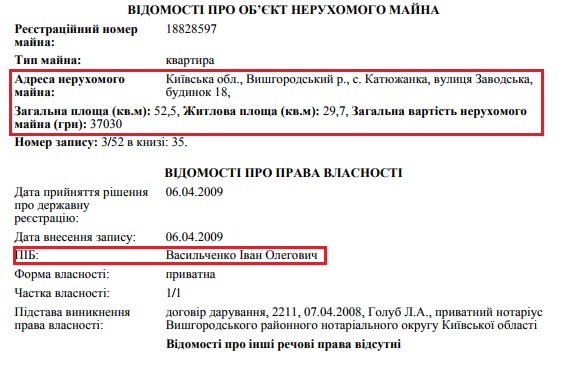 ВІДОМОСТІ ПРО ОБ’ЄКТ НЕРУХОМОГО МАЙНА
Реєстраційний номер майна: 18828597
Тип майна: квартира
Адреса нерухомого майна: Київська обл., Вишгородський р., с. Катюжанка, вулиця Заводська, будинок 18,
Загальна площа (кв.м): 52,5, Житлова площа (кв.м): 29,7, Загальна вартість нерухомого
майна (грн): 37030
Номер запису: 3/52 в книзі: 35.
ВІДОМОСТІ ПРО ПРАВА ВЛАСНОСТІ
Дата прийняття рішення про державну реєстрацію: 06.04.2009
Дата внесення запису: 06.04.2009
ПІБ: Васильченко Іван Олегович
Форма власності: приватна
Частка власності: 1/1
Підстава виникнення права власності: договір дарування, 2211, 07.04.2008, Голуб Л.А., приватний нотаріус Вишгородського районного нотаріального округу Київської області
Відомості про інші речові права відсутні